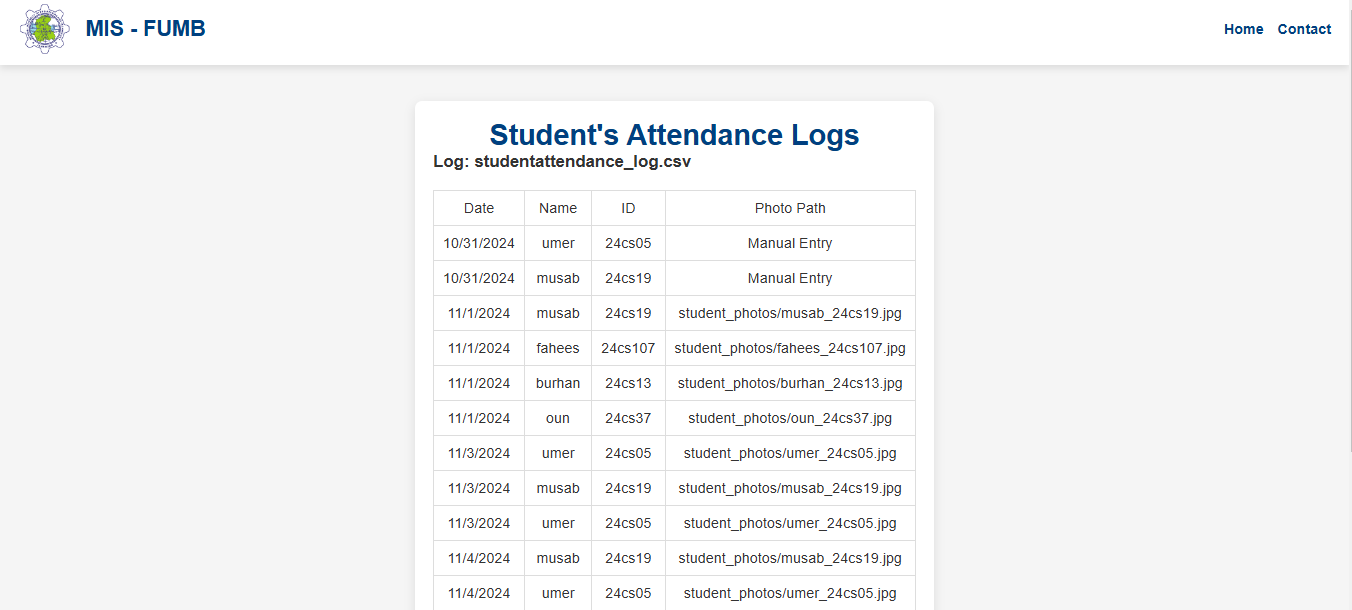 MIS - FUMB
Home Contact
Student's Attendance Logs
Log: studentattendance_log.csv
Date Name ID Photo Path
10/31/2024 umer 24cs05 Manual Entry
10/31/2024 musab 24cs19 Manual Entry
11/1/2024 musab 24cs19 student_photos/musab_24cs19.jpg
11/1/2024 fahees 24cs107 student_photos/fahees_24cs107.jpg
11/1/2024 burhan 24cs13 student_photos/burhan_24cs13.jpg
11/1/2024 oun 24cs37 student_photos/oun_24cs37.jpg
11/3/2024 umer 24cs05 student_photos/umer_24cs05.jpg
11/3/2024 musab 24cs19 student_photos/musab_24cs19.jpg
11/3/2024 umer 24cs05 student_photos/umer_24cs05.jpg
11/4/2024 musab 24cs19 student_photos/musab_24cs19.jpg
11/4/2024 umer 24cs05 student_photos/umer_24cs05.jpg